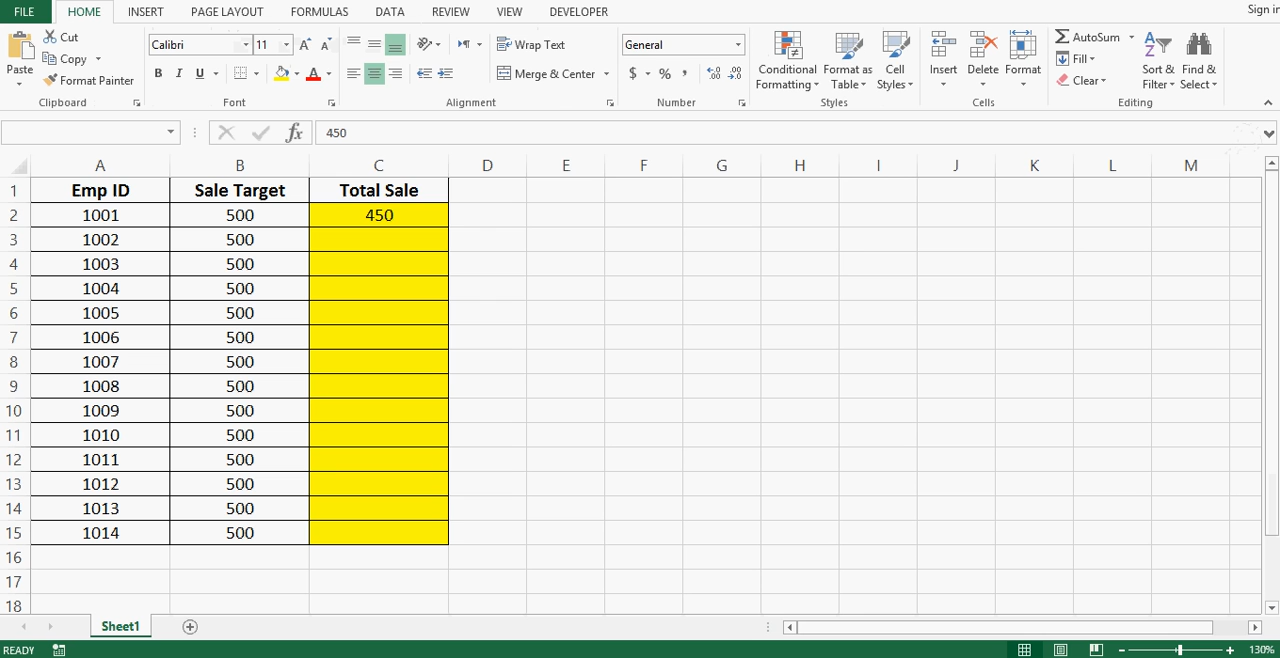 FILE HOME INSERT PAGE LAYOUT FORMULAS DATA REVIEW VIEW DEVELOPER Sign in
Cut Calibri 11 A A Wrap Text General AutoSum
Copy Fill
Paste Format Painter B I U A Merge & Center $ % , Conditional Formatting Format as Table Cell Styles Insert Delete Format Clear Sort & Filter Find & Select
Clipboard Font Alignment Number Styles Cells Editing
fx 450
A B C D E F G H I J K L M
1 Emp ID Sale Target Total Sale
2 1001 500 450
3 1002 500
4 1003 500
5 1004 500
6 1005 500
7 1006 500
8 1007 500
9 1008 500
10 1009 500
11 1010 500
12 1011 500
13 1012 500
14 1013 500
15 1014 500
16
17
18
Sheet1
READY 130%